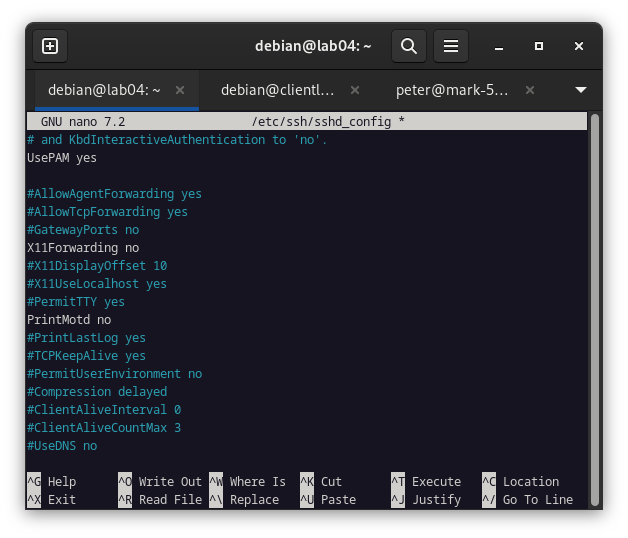 debian@lab04: ~
debian@lab04: ~
debian@clientl...
peter@mark-5...
GNU nano 7.2 /etc/ssh/sshd_config *
# and KbdInteractiveAuthentication to 'no'.
UsePAM yes
#AllowAgentForwarding yes
#AllowTcpForwarding yes
#GatewayPorts no
X11Forwarding no
#X11DisplayOffset 10
#X11UseLocalhost yes
#PermitTTY yes
PrintMotd no
#PrintLastLog yes
#TCPKeepAlive yes
#PermitUserEnvironment no
#Compression delayed
#ClientAliveInterval 0
#ClientAliveCountMax 3
#UseDNS no
^G Help ^O Write Out ^W Where Is ^K Cut ^T Execute ^C Location
^X Exit ^R Read File ^\ Replace ^U Paste ^J Justify ^/ Go To Line